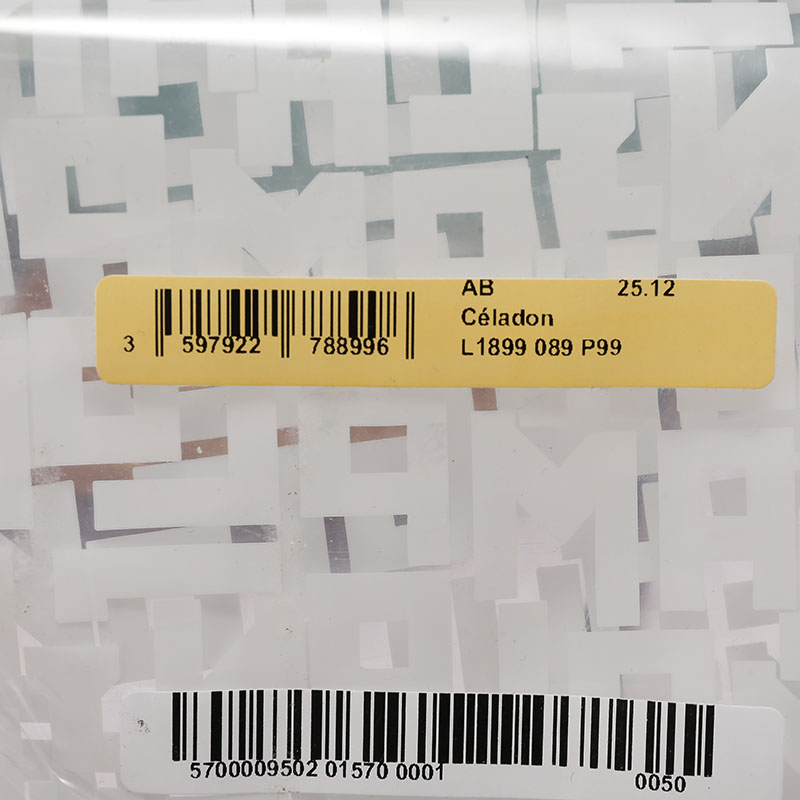 AB 25.12
Céladon
L1899 089 P99
3 597922 788996
5700009502 01570 0001
0050